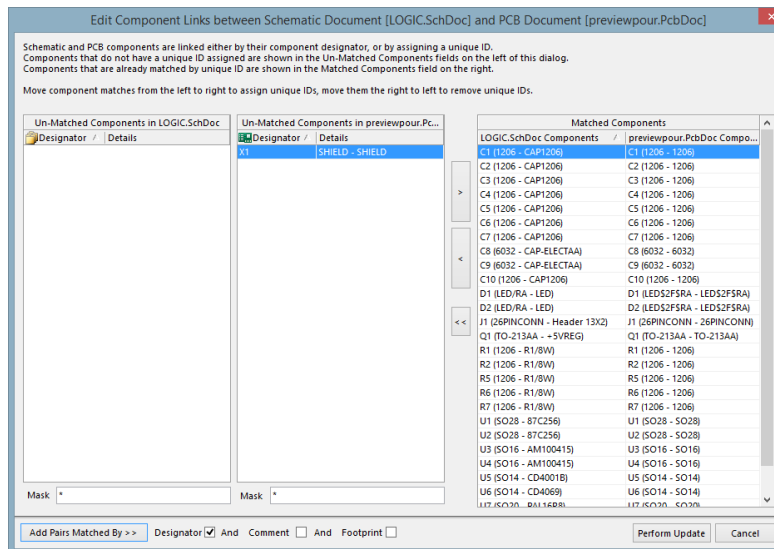 Edit Component Links between Schematic Document [LOGIC.SchDoc] and PCB Document [previewpour.PcbDoc]
Schematic and PCB components are linked either by their component designator, or by assigning a unique ID.
Components that do not have a unique ID assigned are shown in the Un-Matched Components fields on the left of this dialog.
Components that are already matched by unique ID are shown in the Matched Components field on the right.
Move component matches from the left to right to assign unique IDs, move them the right to left to remove unique IDs.
Un-Matched Components in LOGIC.SchDoc
Designator / Details
Mask *
Un-Matched Components in previewpour.Pc...
Designator / Details
X1 SHIELD - SHIELD
Mask *
>
<
<<
Matched Components
LOGIC.SchDoc Components / previewpour.PcbDoc Compo...
C1 (1206 - CAP1206) C1 (1206 - 1206)
C2 (1206 - CAP1206) C2 (1206 - 1206)
C3 (1206 - CAP1206) C3 (1206 - 1206)
C4 (1206 - CAP1206) C4 (1206 - 1206)
C5 (1206 - CAP1206) C5 (1206 - 1206)
C6 (1206 - CAP1206) C6 (1206 - 1206)
C7 (1206 - CAP1206) C7 (1206 - 1206)
C8 (6032 - CAP-ELECTAA) C8 (6032 - 6032)
C9 (6032 - CAP-ELECTAA) C9 (6032 - 6032)
C10 (1206 - CAP1206) C10 (1206 - 1206)
D1 (LED/RA - LED) D1 (LED$2F$RA - LED$2F$RA)
D2 (LED/RA - LED) D2 (LED$2F$RA - LED$2F$RA)
J1 (26PINCONN - Header 13X2) J1 (26PINCONN - 26PINCONN)
Q1 (TO-213AA - +5VREG) Q1 (TO-213AA - TO-213AA)
R1 (1206 - R1/8W) R1 (1206 - 1206)
R2 (1206 - R1/8W) R2 (1206 - 1206)
R5 (1206 - R1/8W) R5 (1206 - 1206)
R6 (1206 - R1/8W) R6 (1206 - 1206)
R7 (1206 - R1/8W) R7 (1206 - 1206)
U1 (SO28 - 87C256) U1 (SO28 - SO28)
U2 (SO28 - 87C256) U2 (SO28 - SO28)
U3 (SO16 - AM100415) U3 (SO16 - SO16)
U4 (SO16 - AM100415) U4 (SO16 - SO16)
U5 (SO14 - CD4001B) U5 (SO14 - SO14)
U6 (SO14 - CD4069) U6 (SO14 - SO14)
U7 (SO20 - PAL16R8) U7 (SO20 - SO20)
Add Pairs Matched By >> Designator And Comment And Footprint Perform Update Cancel